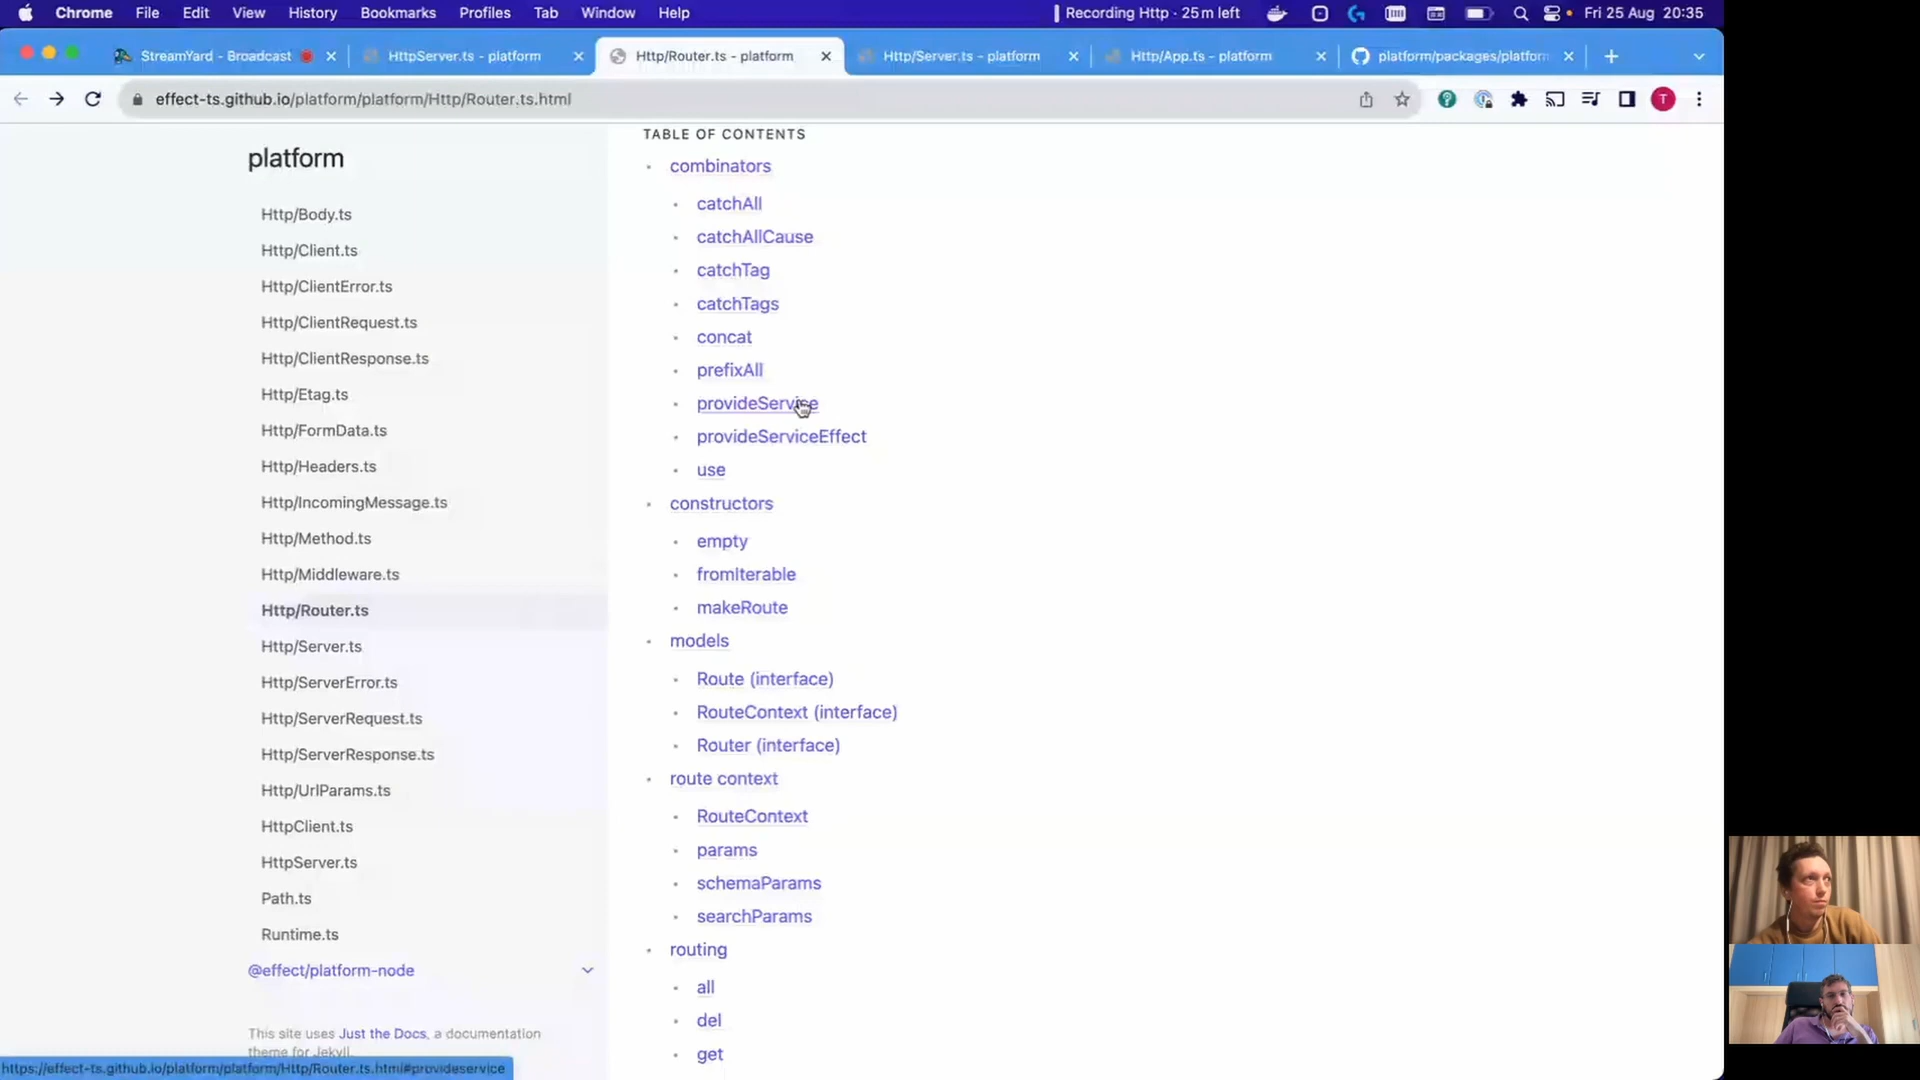 Chrome File Edit View History Bookmarks Profiles Tab Window Help Recording Http · 25 m left Fri 25 Aug 20:35
StreamYard - Broadcast HttpServer.ts - platform Http/Router.ts - platform Http/Server.ts - platform Http/App.ts - platform platform/packages/platform
effect-ts.github.io/platform/platform/Http/Router.ts.html T
platform
Http/Body.ts
Http/Client.ts
Http/ClientError.ts
Http/ClientRequest.ts
Http/ClientResponse.ts
Http/Etag.ts
Http/FormData.ts
Http/Headers.ts
Http/IncomingMessage.ts
Http/Method.ts
Http/Middleware.ts
Http/Router.ts
Http/Server.ts
Http/ServerError.ts
Http/ServerRequest.ts
Http/ServerResponse.ts
Http/UrlParams.ts
HttpClient.ts
HttpServer.ts
Path.ts
Runtime.ts
@effect/platform-node
This site uses Just the Docs, a documentation
theme for Jekyll.
https://effect-ts.github.io/platform/platform/Http/Router.ts.html#provideservice
TABLE OF CONTENTS
combinators
catchAll
catchAllCause
catchTag
catchTags
concat
prefixAll
provideService
provideServiceEffect
use
constructors
empty
fromIterable
makeRoute
models
Route (interface)
RouteContext (interface)
Router (interface)
route context
RouteContext
params
schemaParams
searchParams
routing
all
del
get